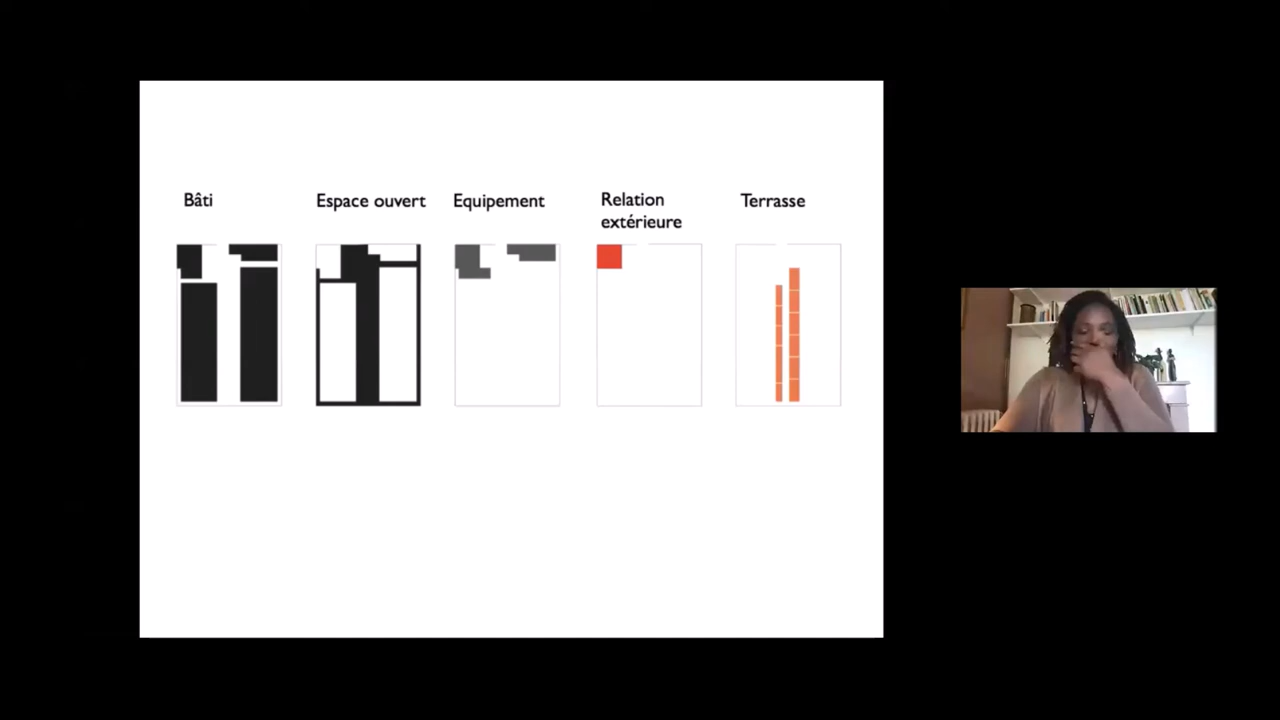 Bâti
Espace ouvert
Equipement
Relation
extérieure
Terrasse